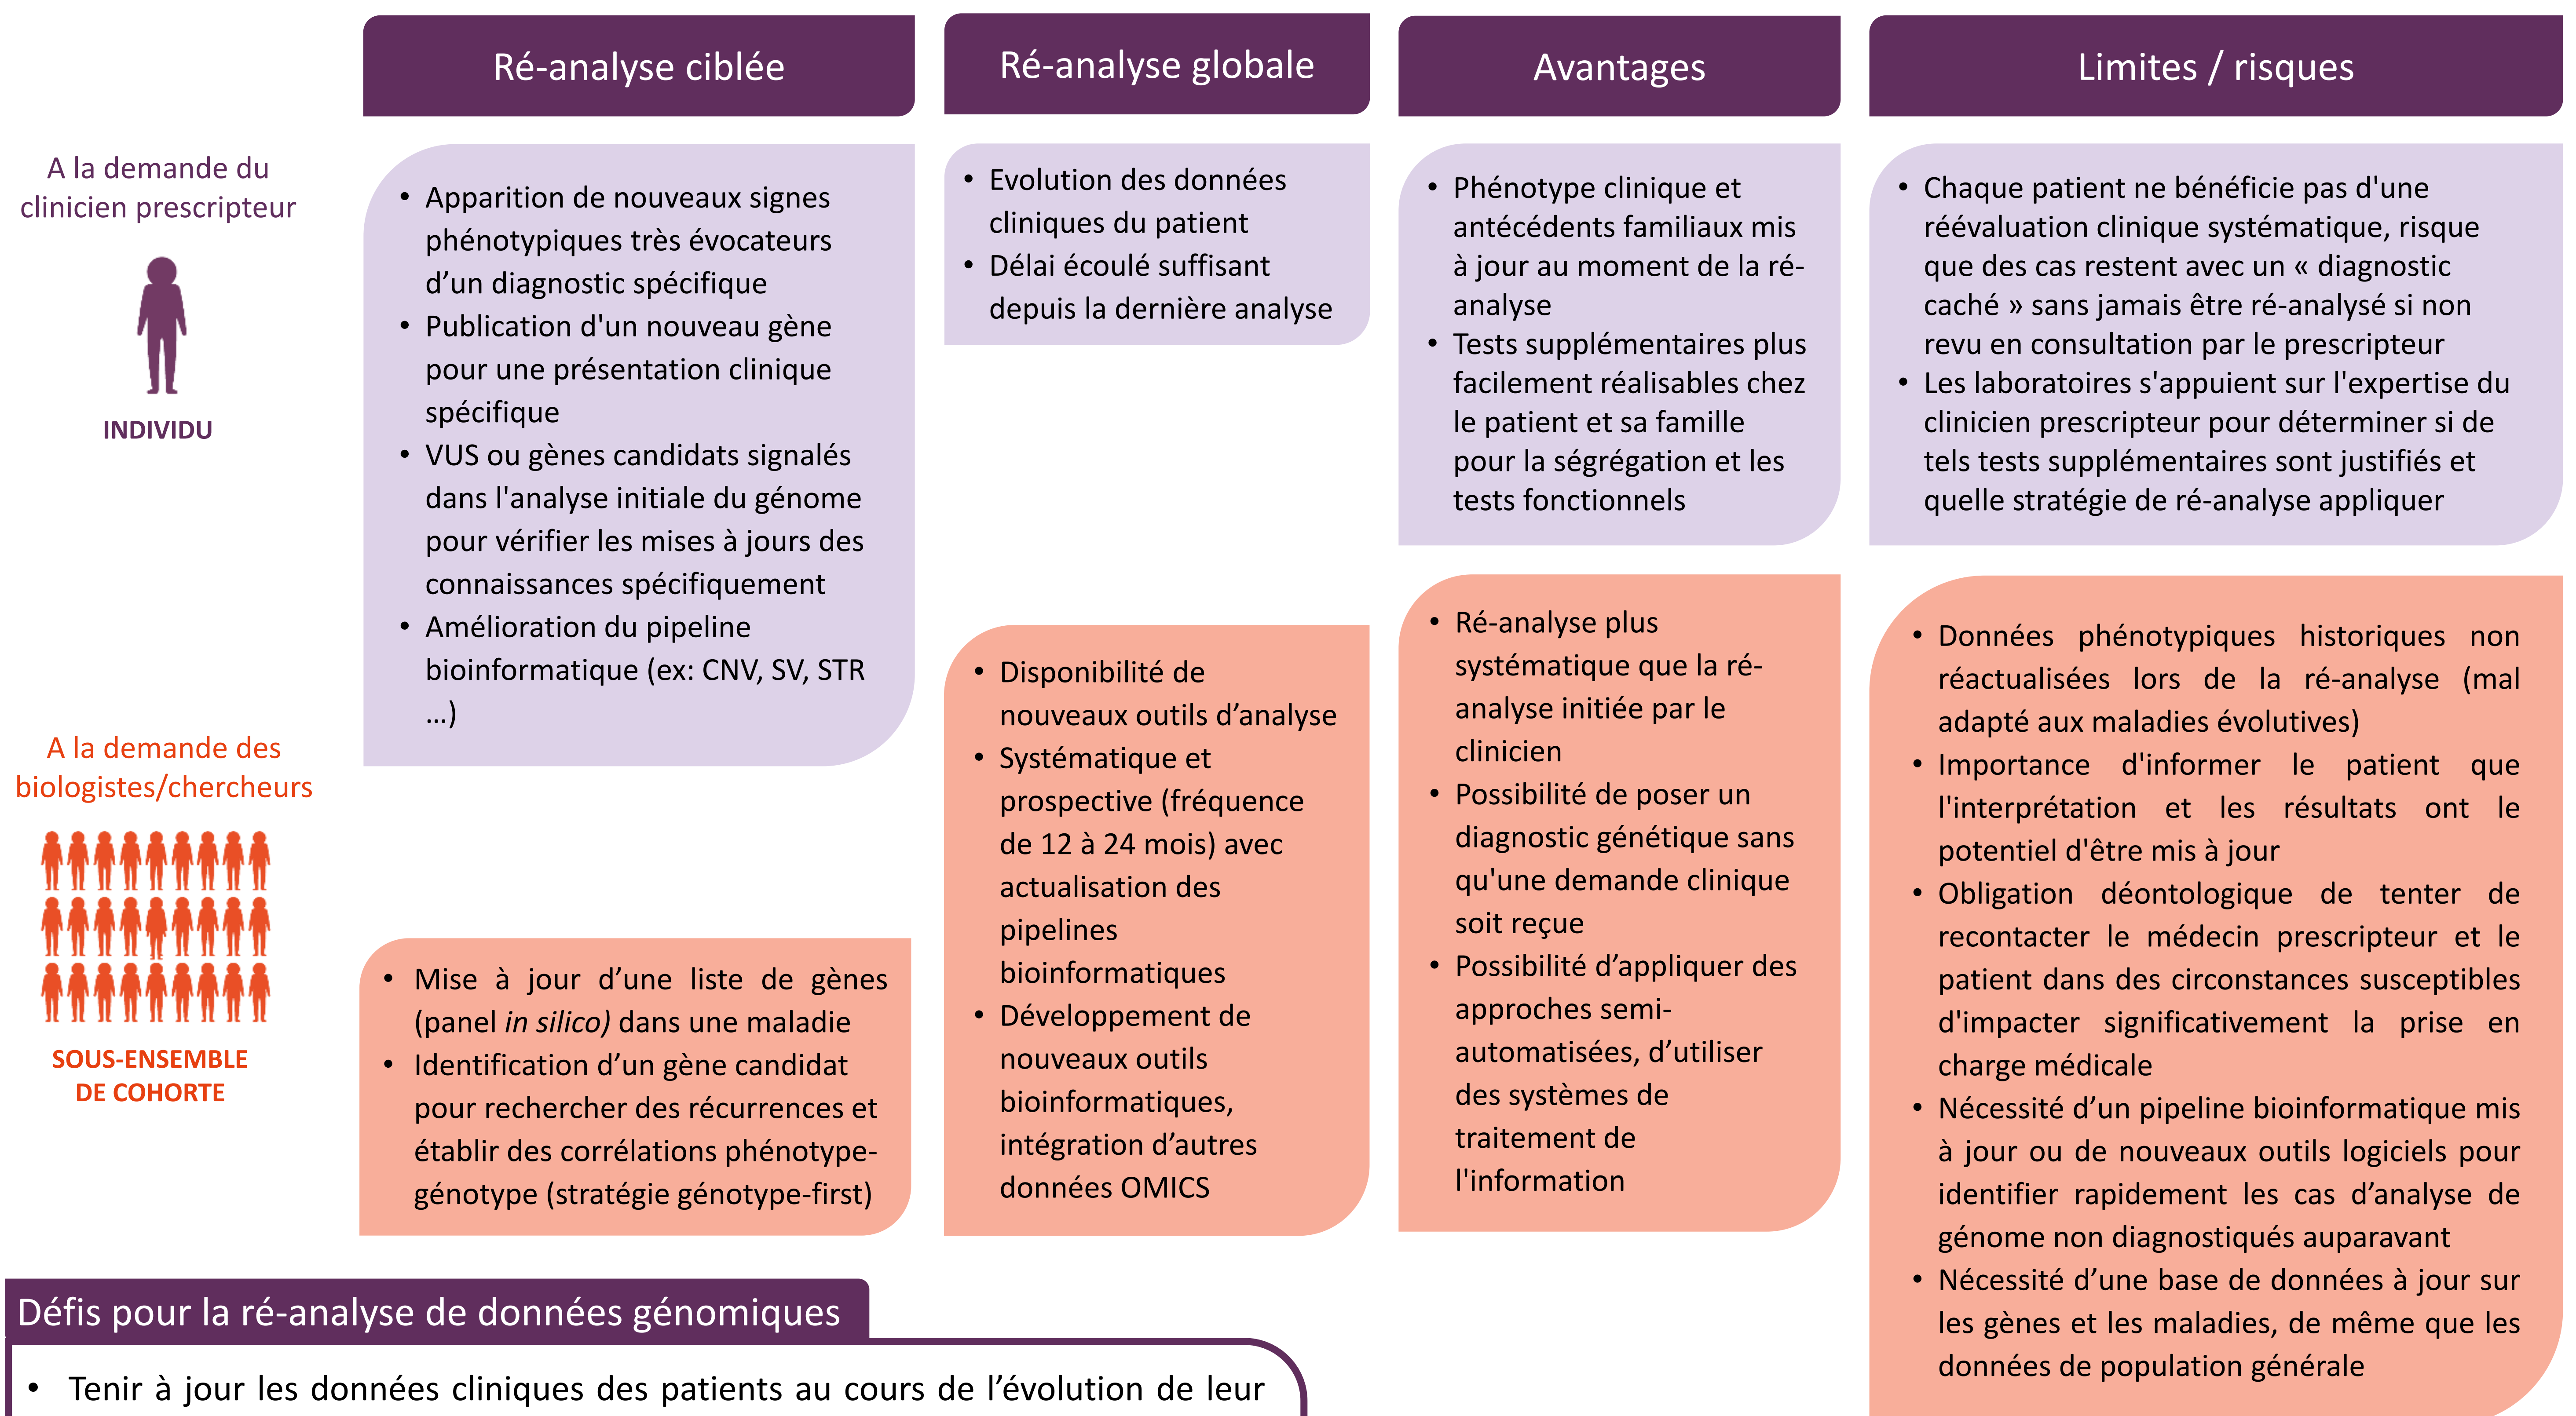 Ré-analyse ciblée
Ré-analyse globale
Avantages
Limites / risques
A la demande du
clinicien prescripteur
INDIVIDU
• Apparition de nouveaux signes
phénotypiques très évocateurs
d’un diagnostic spécifique
• Publication d'un nouveau gène
pour une présentation clinique
spécifique
• VUS ou gènes candidats signalés
dans l'analyse initiale du génome
pour vérifier les mises à jours des
connaissances spécifiquement
• Amélioration du pipeline
bioinformatique (ex: CNV, SV, STR
…)
• Evolution des données
cliniques du patient
• Délai écoulé suffisant
depuis la dernière analyse
• Phénotype clinique et
antécédents familiaux mis
à jour au moment de la ré-
analyse
• Tests supplémentaires plus
facilement réalisables chez
le patient et sa famille
pour la ségrégation et les
tests fonctionnels
• Chaque patient ne bénéficie pas d'une
réévaluation clinique systématique, risque
que des cas restent avec un « diagnostic
caché » sans jamais être ré-analysé si non
revu en consultation par le prescripteur
• Les laboratoires s'appuient sur l'expertise du
clinicien prescripteur pour déterminer si de
tels tests supplémentaires sont justifiés et
quelle stratégie de ré-analyse appliquer
A la demande des
biologistes/chercheurs
SOUS-ENSEMBLE
DE COHORTE
• Mise à jour d’une liste de gènes
(panel in silico) dans une maladie
• Identification d’un gène candidat
pour rechercher des récurrences et
établir des corrélations phénotype-
génotype (stratégie génotype-first)
• Disponibilité de
nouveaux outils d’analyse
• Systématique et
prospective (fréquence
de 12 à 24 mois) avec
actualisation des
pipelines
bioinformatiques
• Développement de
nouveaux outils
bioinformatiques,
intégration d’autres
données OMICS
• Ré-analyse plus
systématique que la ré-
analyse initiée par le
clinicien
• Possibilité de poser un
diagnostic génétique sans
qu'une demande clinique
soit reçue
• Possibilité d’appliquer des
approches semi-
automatisées, d’utiliser
des systèmes de
traitement de
l'information
• Données phénotypiques historiques non
réactualisées lors de la ré-analyse (mal
adapté aux maladies évolutives)
• Importance d'informer le patient que
l'interprétation et les résultats ont le
potentiel d'être mis à jour
• Obligation déontologique de tenter de
recontacter le médecin prescripteur et le
patient dans des circonstances susceptibles
d'impacter significativement la prise en
charge médicale
• Nécessité d’un pipeline bioinformatique mis
à jour ou de nouveaux outils logiciels pour
identifier rapidement les cas d’analyse de
génome non diagnostiqués auparavant
• Nécessité d’une base de données à jour sur
les gènes et les maladies, de même que les
données de population générale
Défis pour la ré-analyse de données génomiques
• Tenir à jour les données cliniques des patients au cours de l’évolution de leur